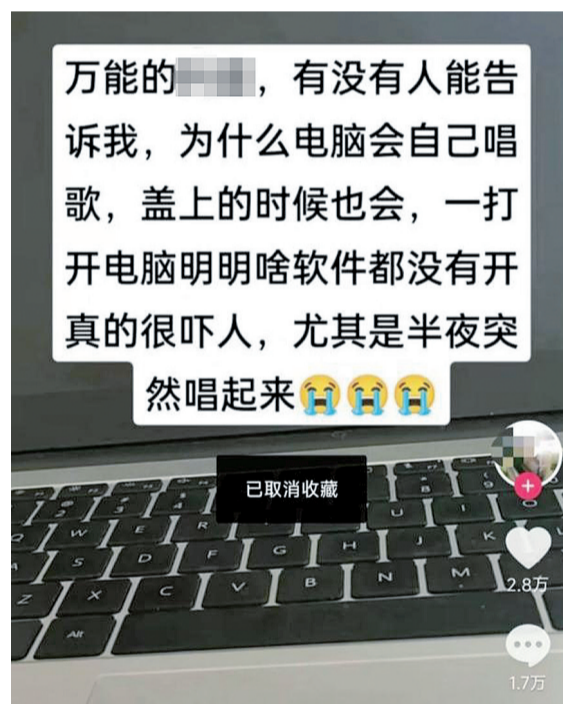 万能的，有没有人能告
诉我，为什么电脑会自己唱
歌，盖上的时候也会，一打
开电脑明明啥软件都没有开
真的很吓人，尤其是半夜突
然唱起来😭😭😭
已取消收藏
2.8万
1.7万
Q W E R U I O
A S D F G H J K
Z X C V B N M
Alt